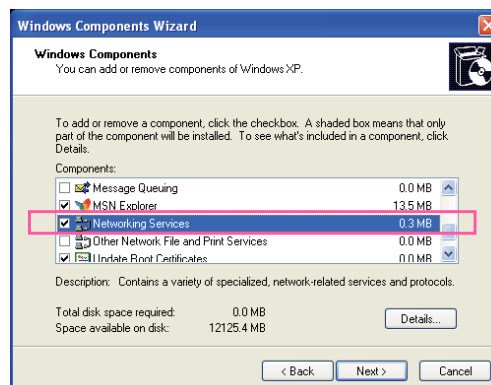 Windows Components Wizard
Windows Components
You can add or remove components of Windows XP.
To add or remove a component, click the checkbox. A shaded box means that only
part of the component will be installed. To see what's included in a component, click
Details.
Components:
Message Queuing 0.0 MB
MSN Explorer 13.5 MB
Networking Services 0.3 MB
Other Network File and Print Services 0.0 MB
Update Root Certificates 0.0 MB
Description: Contains a variety of specialized, network-related services and protocols.
Total disk space required: 0.0 MB
Space available on disk: 12125.4 MB
Details...
< Back Next > Cancel